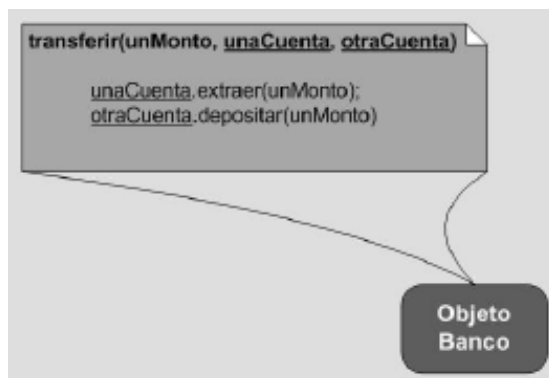 transferir(unMonto, unaCuenta, otraCuenta)
unaCuenta.extraer(unMonto);
otraCuenta.depositar(unMonto)
Objeto
Banco